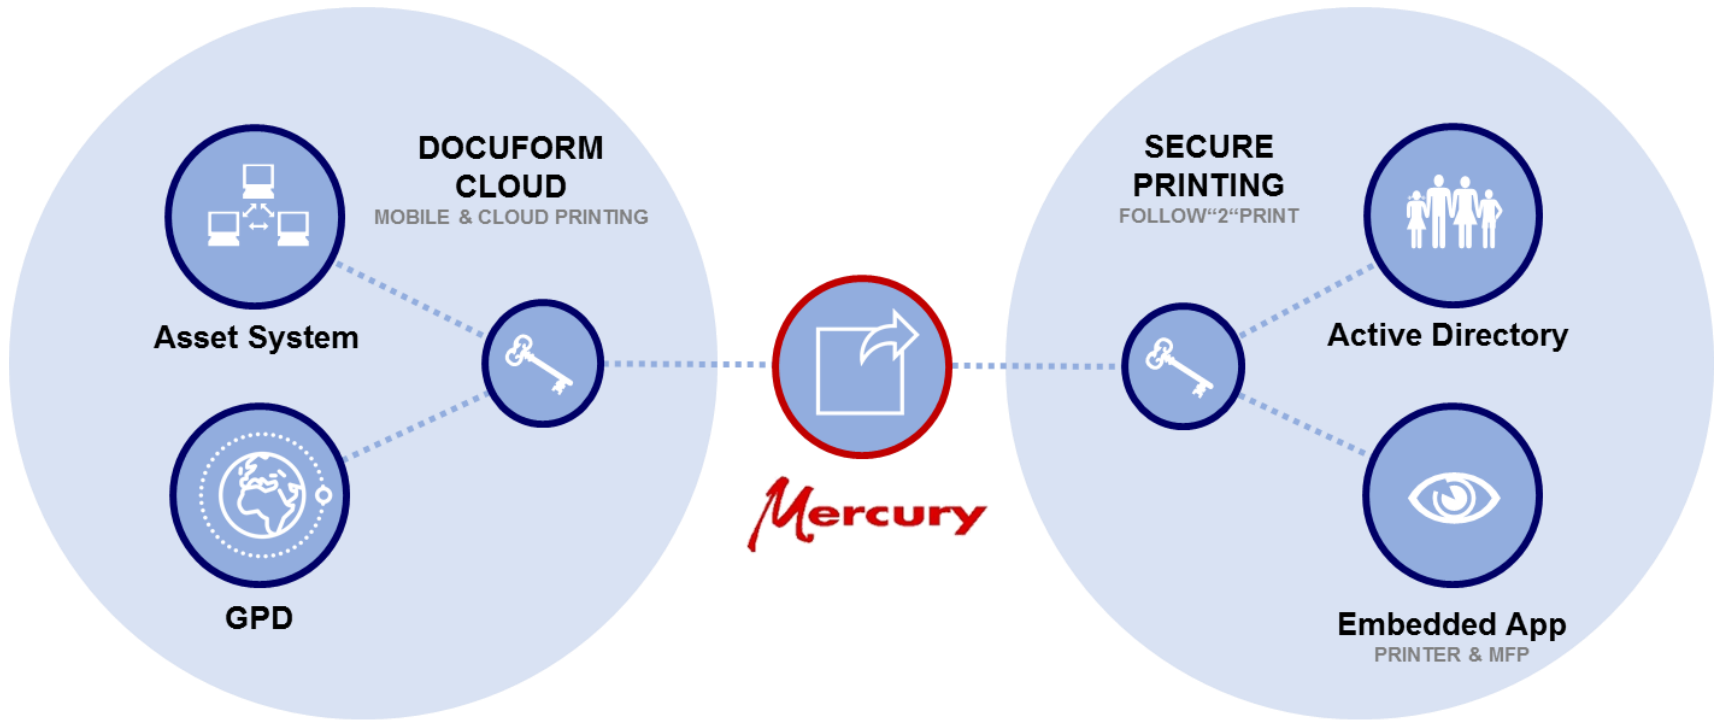 DOCUFORM
CLOUD
MOBILE & CLOUD PRINTING
Asset System
GPD
Mercury
SECURE
PRINTING
FOLLOW“2“PRINT
Active Directory
Embedded App
PRINTER & MFP